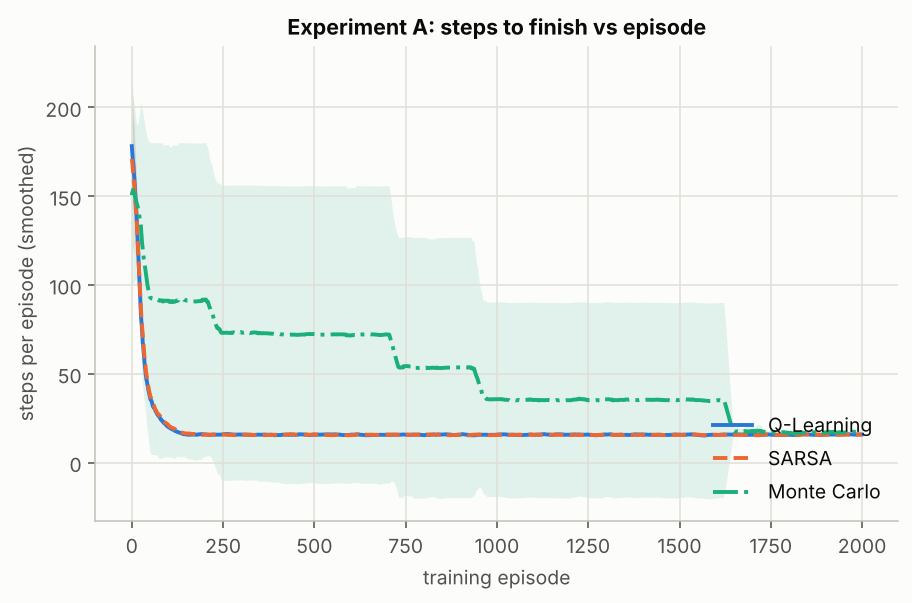 Experiment A: steps to finish vs episode
steps per episode (smoothed)
200
150
100
50
0
Q-Learning
SARSA
Monte Carlo
0 250 500 750 1000 1250 1500 1750 2000
training episode